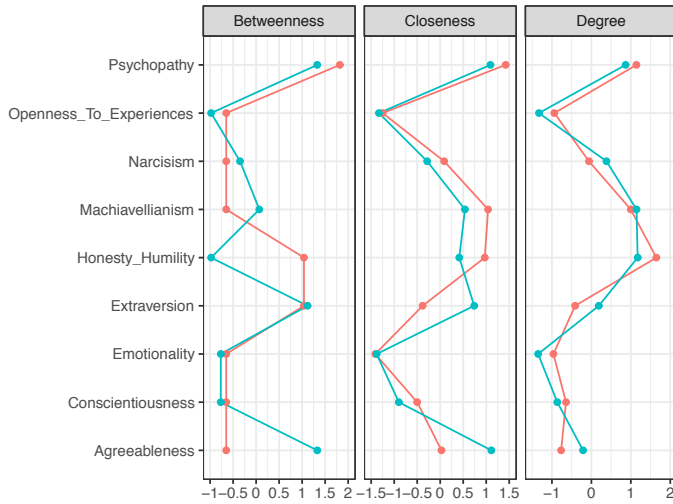 Betweenness Closeness Degree
Psychopathy
Openness_To_Experiences
Narcisism
Machiavellianism
Honesty_Humility
Extraversion
Emotionality
Conscientiousness
Agreeableness
−1 −0.5 0 0.5 1 1.5 2 −1.5 −1 −0.5 0 0.5 1 1.5 −1 0 1 2